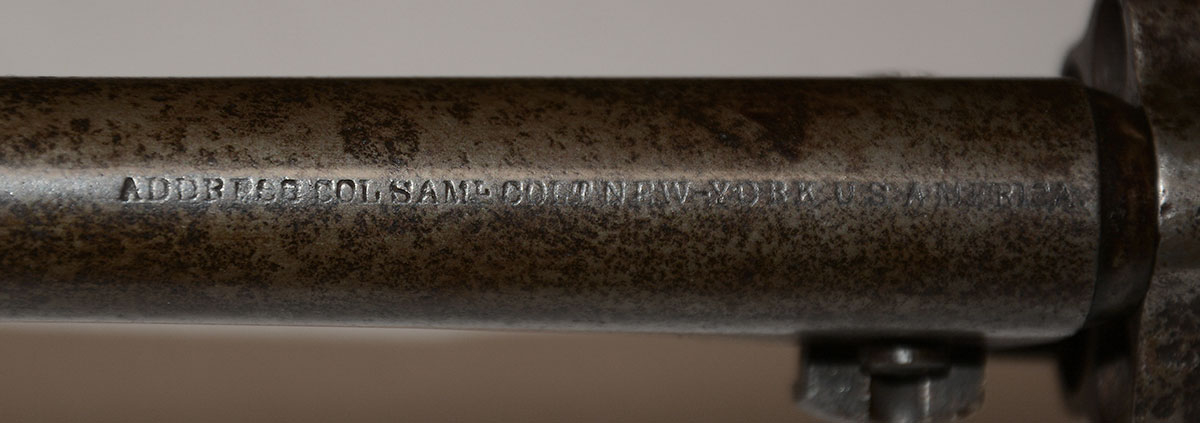 ADDRESS COL SAML COLT NEW-YORK U.S AMERICA